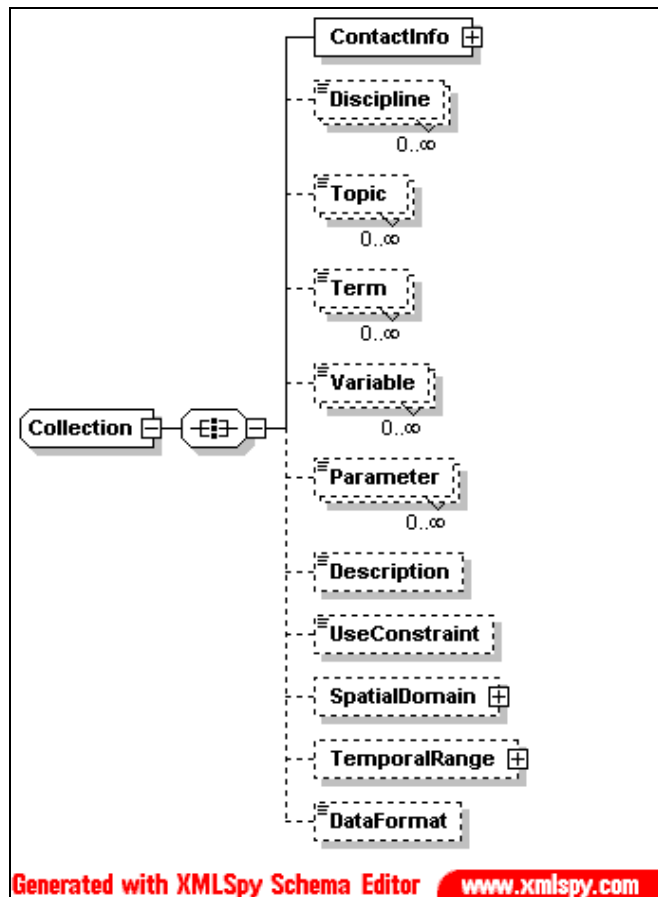 ContactInfo
Discipline
0..∞
Topic
0..∞
Term
0..∞
Variable
0..∞
Collection
Parameter
0..∞
Description
UseConstraint
SpatialDomain
TemporalRange
DataFormat
Generated with XMLSpy Schema Editor www.xmlspy.com